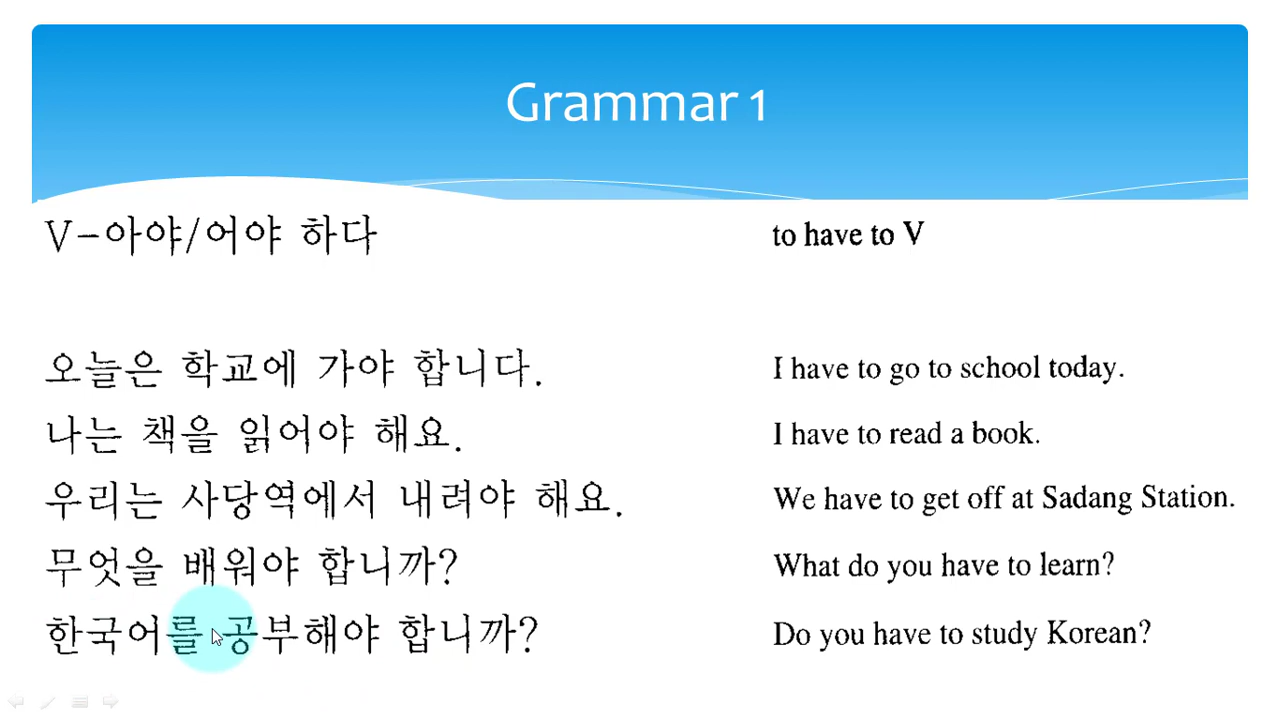 Grammar 1
V-아야/어야 하다 to have to V
오늘은 학교에 가야 합니다. I have to go to school today.
나는 책을 읽어야 해요. I have to read a book.
우리는 사당역에서 내려야 해요. We have to get off at Sadang Station.
무엇을 배워야 합니까? What do you have to learn?
한국어를 공부해야 합니까? Do you have to study Korean?